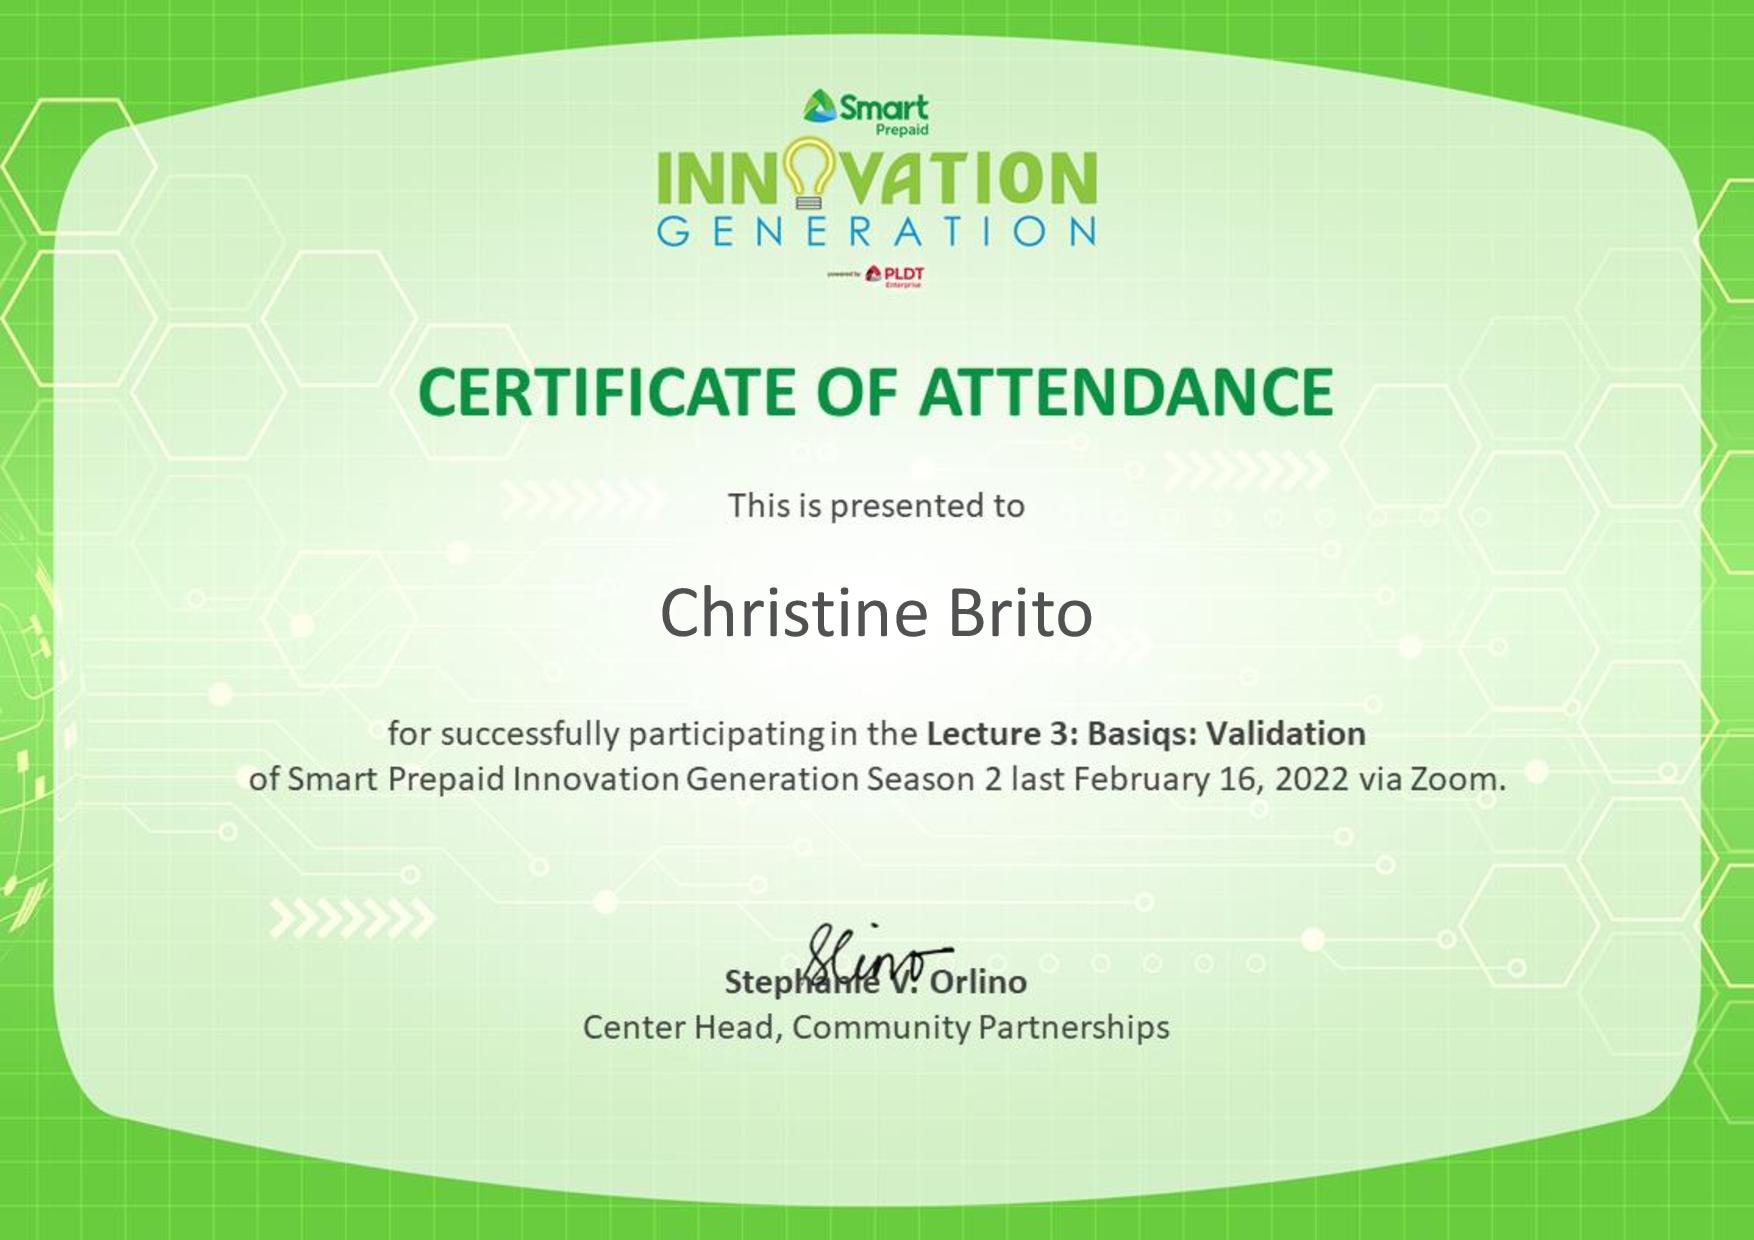 Smart
Prepaid
INNOVATION
GENERATION
powered by PLDT
Enterprise
CERTIFICATE OF ATTENDANCE
This is presented to
Christine Brito
for successfully participating in the Lecture 3: Basiqs: Validation
of Smart Prepaid Innovation Generation Season 2 last February 16, 2022 via Zoom.
Stephanie V. Orlino
Center Head, Community Partnerships